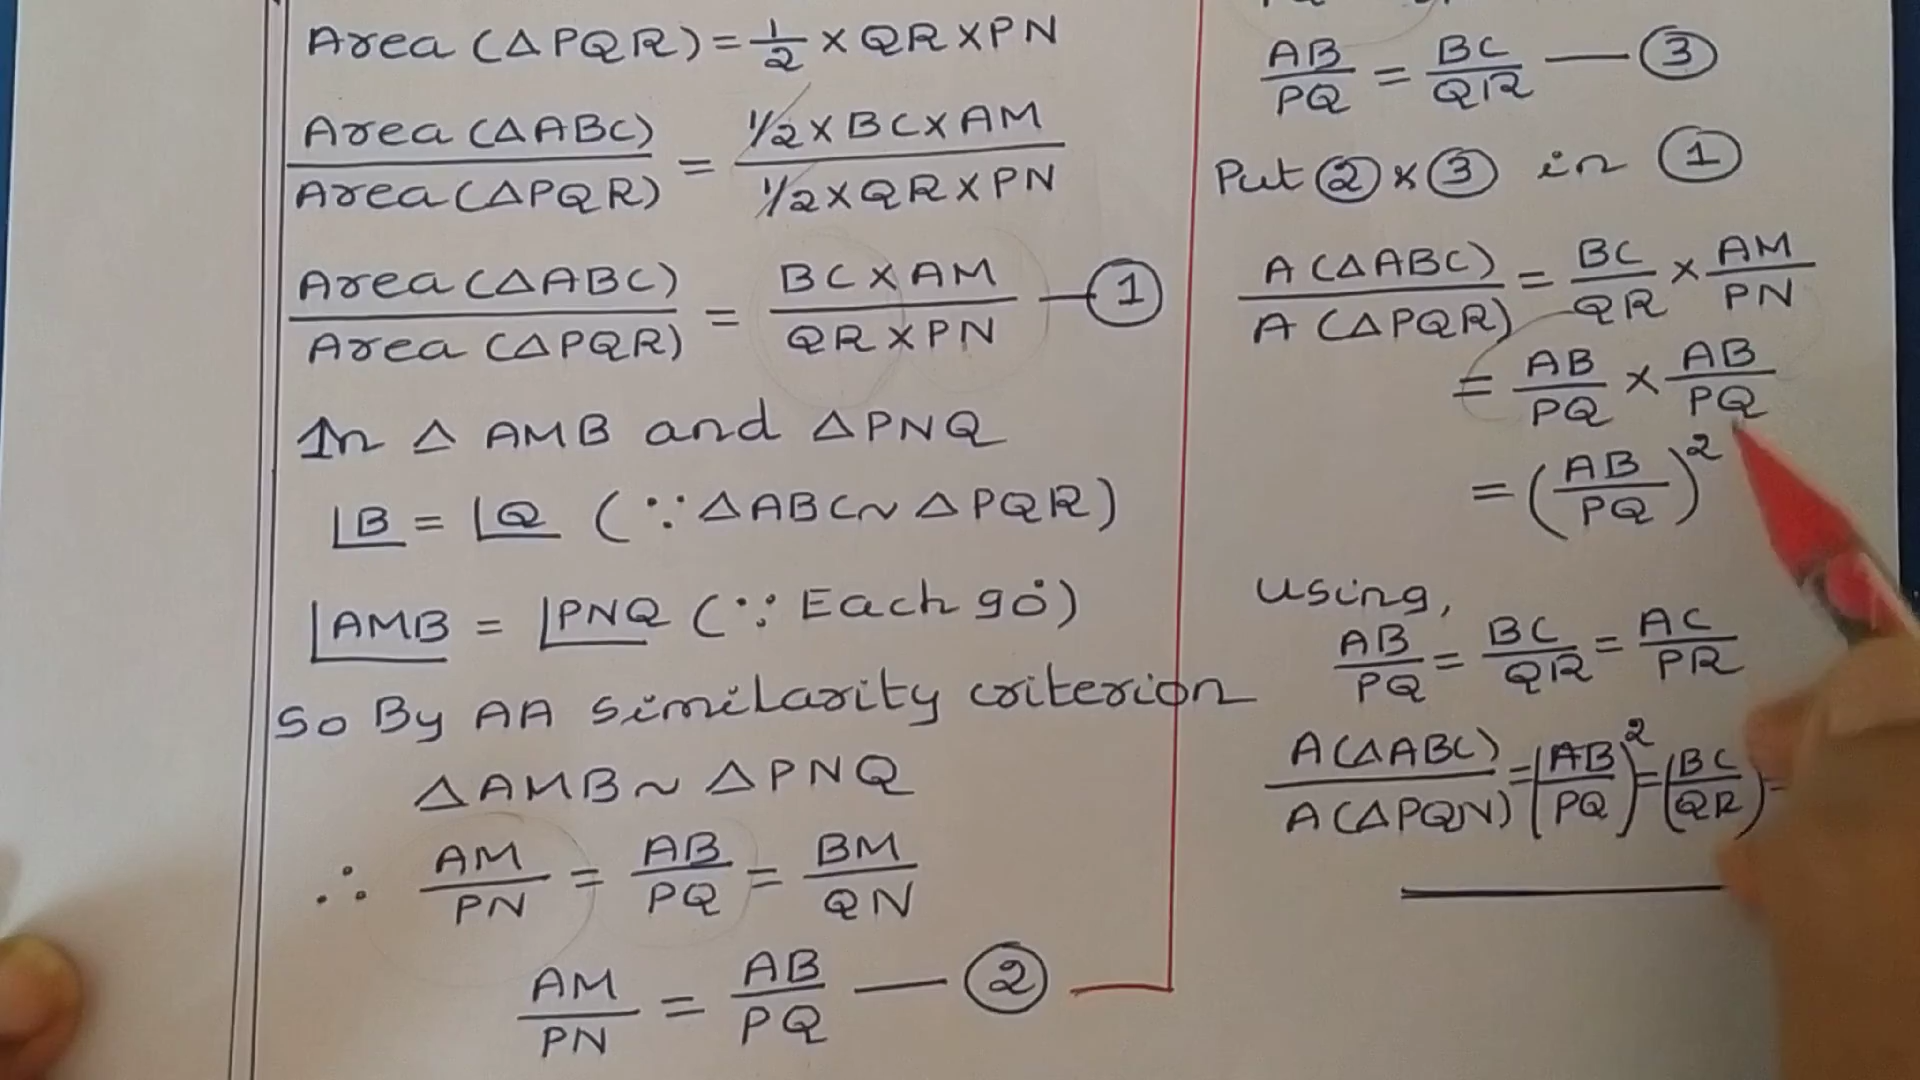 Area (△PQR) = 1/2 × QR × PN
Area (△ABC) / Area (△PQR) = 1/2 × BC × AM / 1/2 × QR × PN
Area (△ABC) / Area (△PQR) = BC × AM / QR × PN — ①
In △ AMB and △PNQ
∠B = ∠Q (∵ △ABC ~ △PQR)
∠AMB = ∠PNQ (∵ Each 90°)
So By AA similarity criterion
△AMB ~ △PNQ
∴ AM/PN = AB/PQ = BM/QN
AM/PN = AB/PQ — ②
AB/PQ = BC/QR — ③
Put ② × ③ in ①
A (△ABC) / A (△PQR) = BC/QR × AM/PN
= AB/PQ × AB/PQ
= (AB/PQ)²
Using,
AB/PQ = BC/QR = AC/PR
A (△ABC) / A (△PQN) = (AB/PQ)² = (BC/QR) =